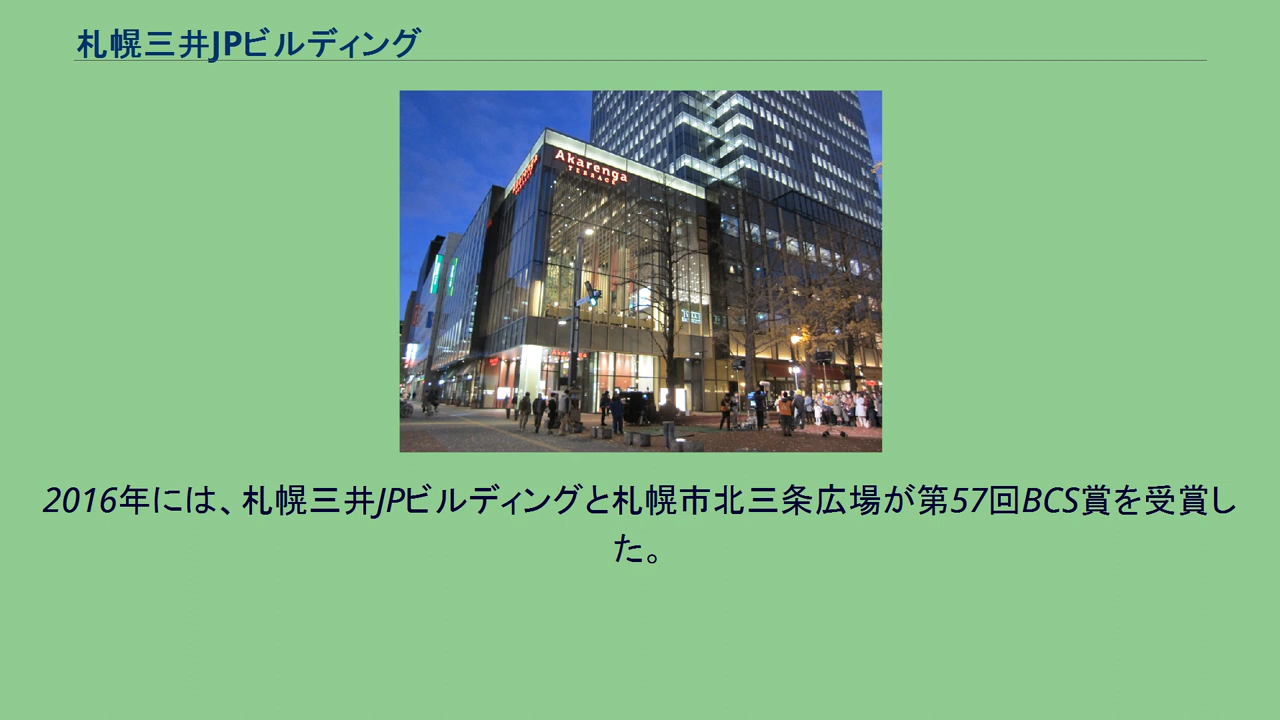 札幌三井JPビルディング
Akarenga
TERRACE
2016年には、札幌三井JPビルディングと札幌市北三条広場が第57回BCS賞を受賞し
た。